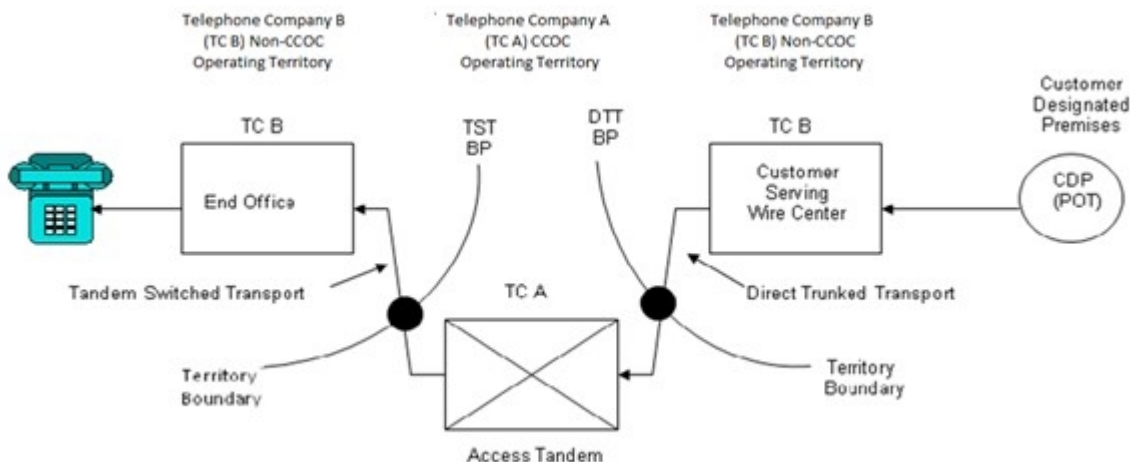 Telephone Company B
(TC B) Non-CCOC
Operating Territory
Telephone Company A
(TC A) CCOC
Operating Territory
Telephone Company B
(TC B) Non-CCOC
Operating Territory
Customer
Designated
Premises
TC B
TST
BP
DTT
BP
TC B
End Office
Customer
Serving
Wire Center
CDP
(POT)
Tandem Switched Transport
TC A
Direct Trunked Transport
Territory
Boundary
Territory
Boundary
Access Tandem